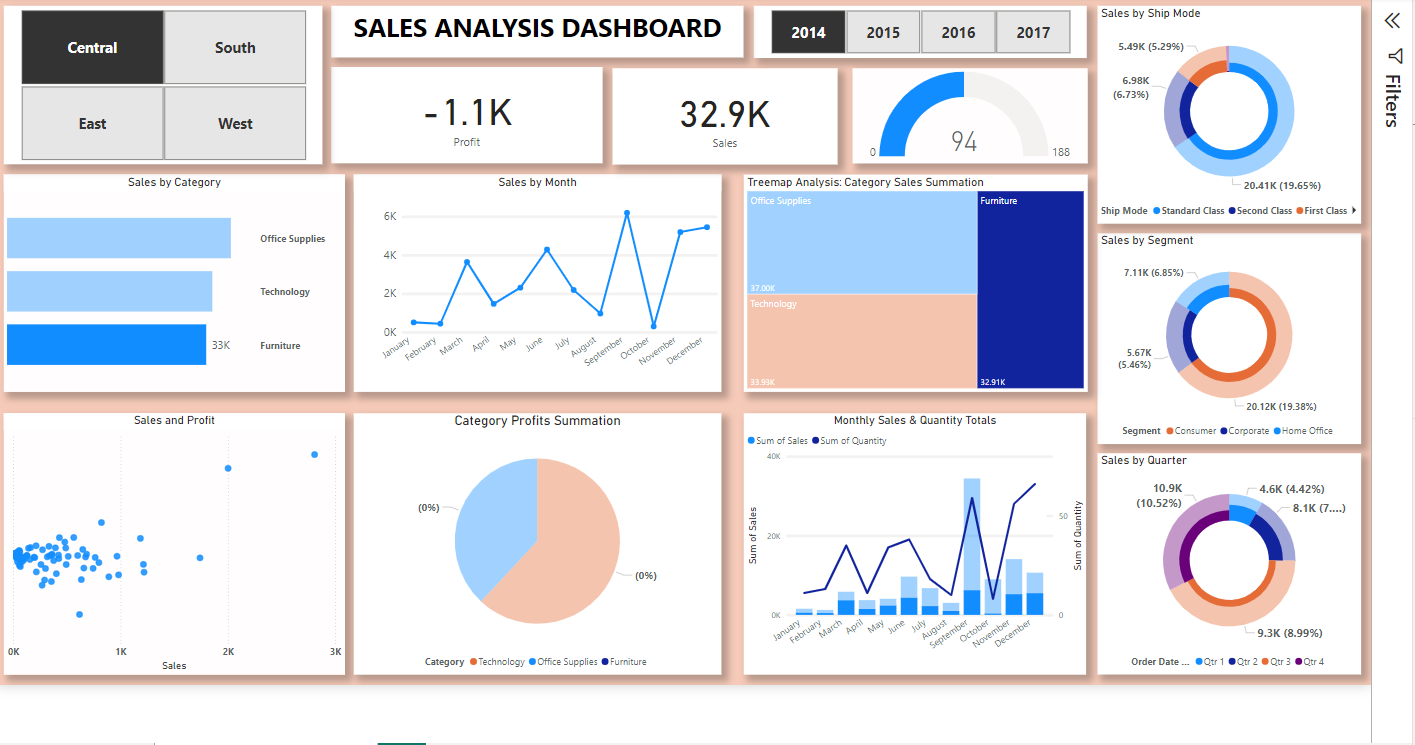 Central
South
East
West
SALES ANALYSIS DASHBOARD
2014
2015
2016
2017
-1.1K
Profit
32.9K
Sales
94
0
188
Sales by Ship Mode
5.49K (5.29%)
6.98K
(6.73%)
20.41K (19.65%)
Ship Mode
Standard Class
Second Class
First Class
Filters
Sales by Category
Office Supplies
Technology
33K
Furniture
Sales by Month
6K
4K
2K
0K
January
February
March
April
May
June
July
August
September
October
November
December
Treemap Analysis: Category Sales Summation
Office Supplies
37.00K
Technology
33.93K
Furniture
32.91K
Sales by Segment
7.11K (6.85%)
5.67K
(5.46%)
20.12K (19.38%)
Segment
Consumer
Corporate
Home Office
Sales and Profit
0K
1K
2K
3K
Sales
Category Profits Summation
(0%)
(0%)
Category
Technology
Office Supplies
Furniture
Monthly Sales & Quantity Totals
Sum of Sales
Sum of Quantity
40K
20K
0K
Sum of Sales
50
0
Sum of Quantity
January
February
March
April
May
June
July
August
September
October
November
December
Sales by Quarter
10.9K
(10.52%)
4.6K (4.42%)
8.1K (7....)
9.3K (8.99%)
Order Date ...
Qtr 1
Qtr 2
Qtr 3
Qtr 4